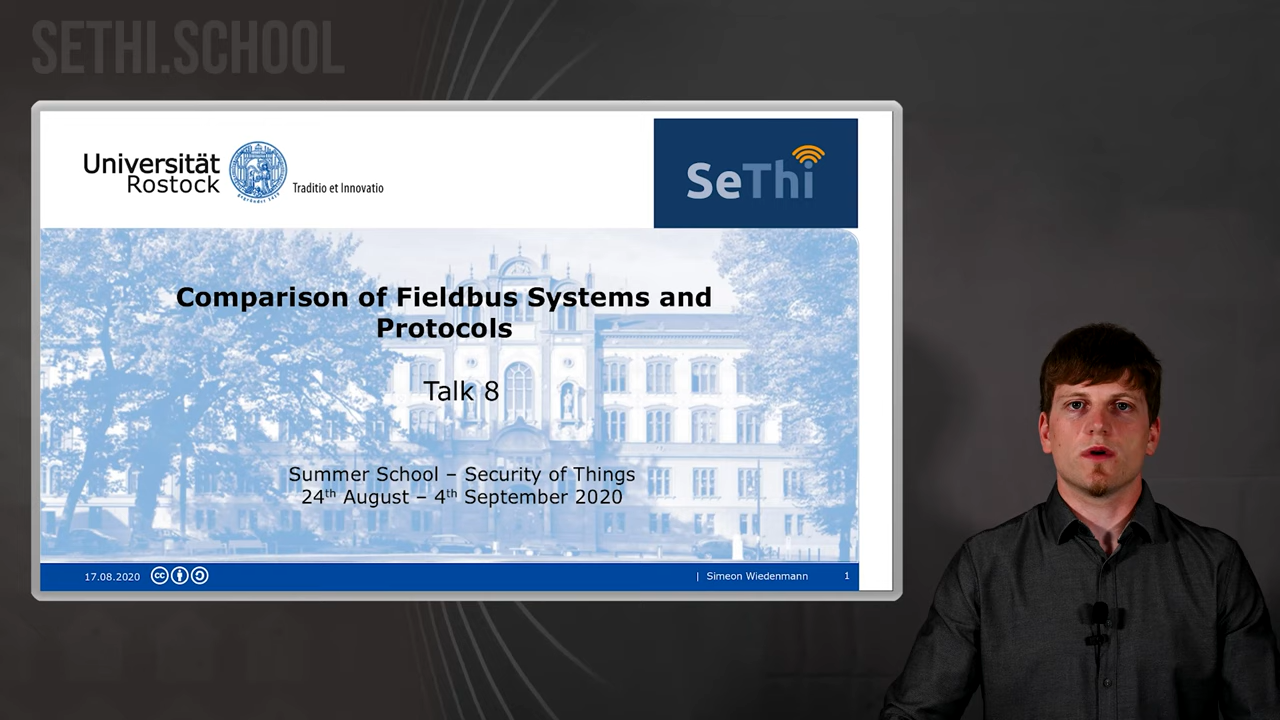 SETHI.SCHOOL
Universität
Rostock
Traditio et Innovatio
SeThi
Comparison of Fieldbus Systems and
Protocols
Talk 8
Summer School – Security of Things
24th August – 4th September 2020
17.08.2020
cc
| Simeon Wiedenmann 1